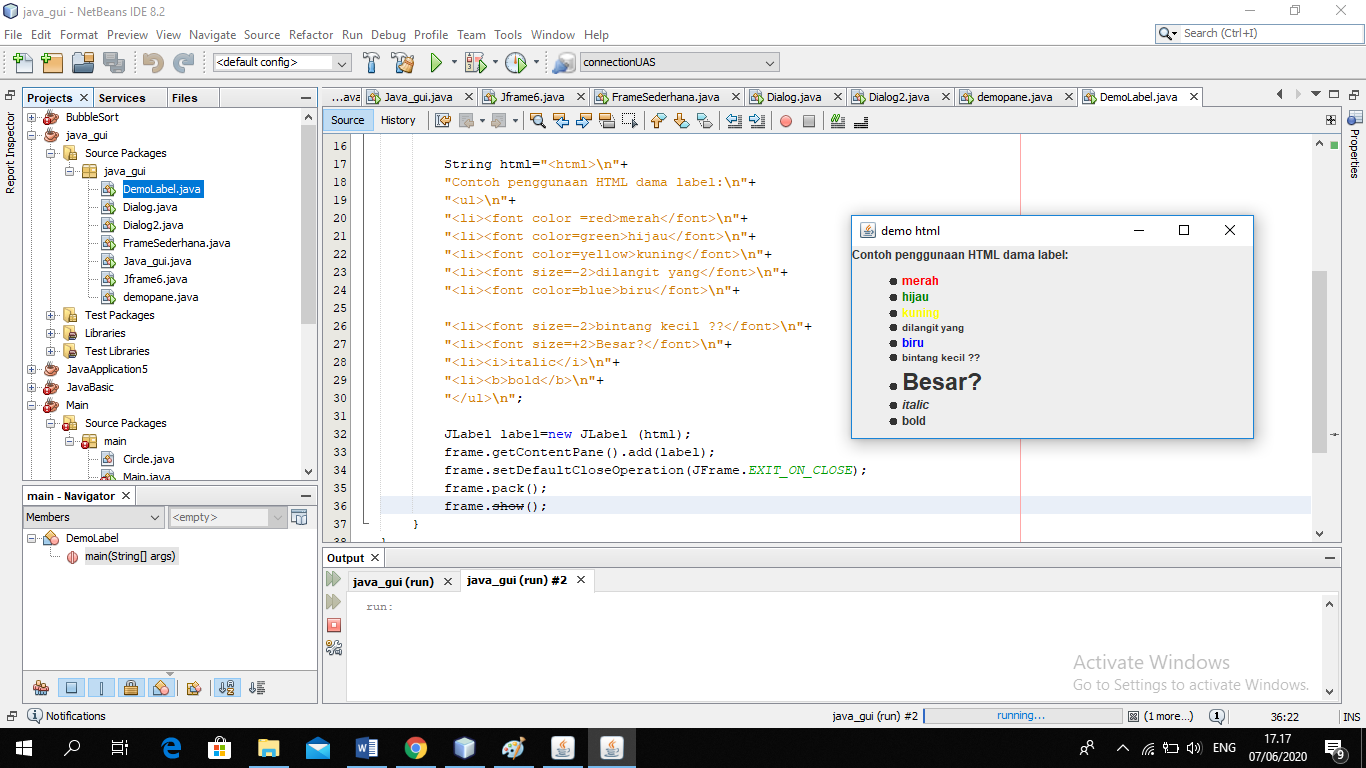 java_gui - NetBeans IDE 8.2
File Edit Format Preview View Navigate Source Refactor Run Debug Profile Team Tools Window Help
Search (Ctrl+I)
<default config>
connectionUAS
Projects Services Files
Report Inspector
BubbleSort
java_gui
Source Packages
java_gui
DemoLabel.java
Dialog.java
Dialog2.java
FrameSederhana.java
Java_gui.java
Jframe6.java
demopane.java
Test Packages
Libraries
Test Libraries
JavaApplication5
JavaBasic
Main
Source Packages
main
Circle.java
Main.java
main - Navigator
Members
<empty>
DemoLabel
main(String[] args)
...ava Java_gui.java Jframe6.java FrameSederhana.java Dialog.java Dialog2.java demopane.java DemoLabel.java
Source History
Properties
16
17 String html="<html>\n"+
18 "Contoh penggunaan HTML dama label:\n"+
19 "<ul>\n"+
20 "<li><font color =red>merah</font>\n"+
21 "<li><font color=green>hijau</font>\n"+
22 "<li><font color=yellow>kuning</font>\n"+
23 "<li><font size=-2>dilangit yang</font>\n"+
24 "<li><font color=blue>biru</font>\n"+
25
26 "<li><font size=-2>bintang kecil ??</font>\n"+
27 "<li><font size=+2>Besar?</font>\n"+
28 "<li><i>italic</i>\n"+
29 "<li><b>bold</b>\n"+
30 "</ul>\n";
31
32 JLabel label=new JLabel (html);
33 frame.getContentPane().add(label);
34 frame.setDefaultCloseOperation(JFrame.EXIT_ON_CLOSE);
35 frame.pack();
36 frame.show();
37 }
38 }
demo html
Contoh penggunaan HTML dama label:
merah
hijau
kuning
dilangit yang
biru
bintang kecil ??
Besar?
italic
bold
Output
java_gui (run) java_gui (run) #2
run:
Activate Windows
Go to Settings to activate Windows.
Notifications
java_gui (run) #2 running... (1 more...) 1 36:22 INS
ENG
17.17
07/06/2020
9